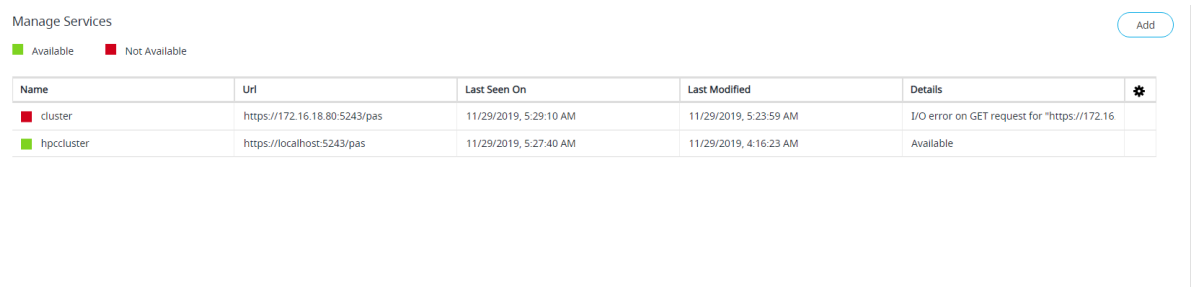 Manage Services
Add
Available Not Available
Name Url Last Seen On Last Modified Details
cluster https://172.16.18.80:5243/pas 11/29/2019, 5:29:10 AM 11/29/2019, 5:23:59 AM I/O error on GET request for "https://172.16
hpccluster https://localhost:5243/pas 11/29/2019, 5:27:40 AM 11/29/2019, 4:16:23 AM Available